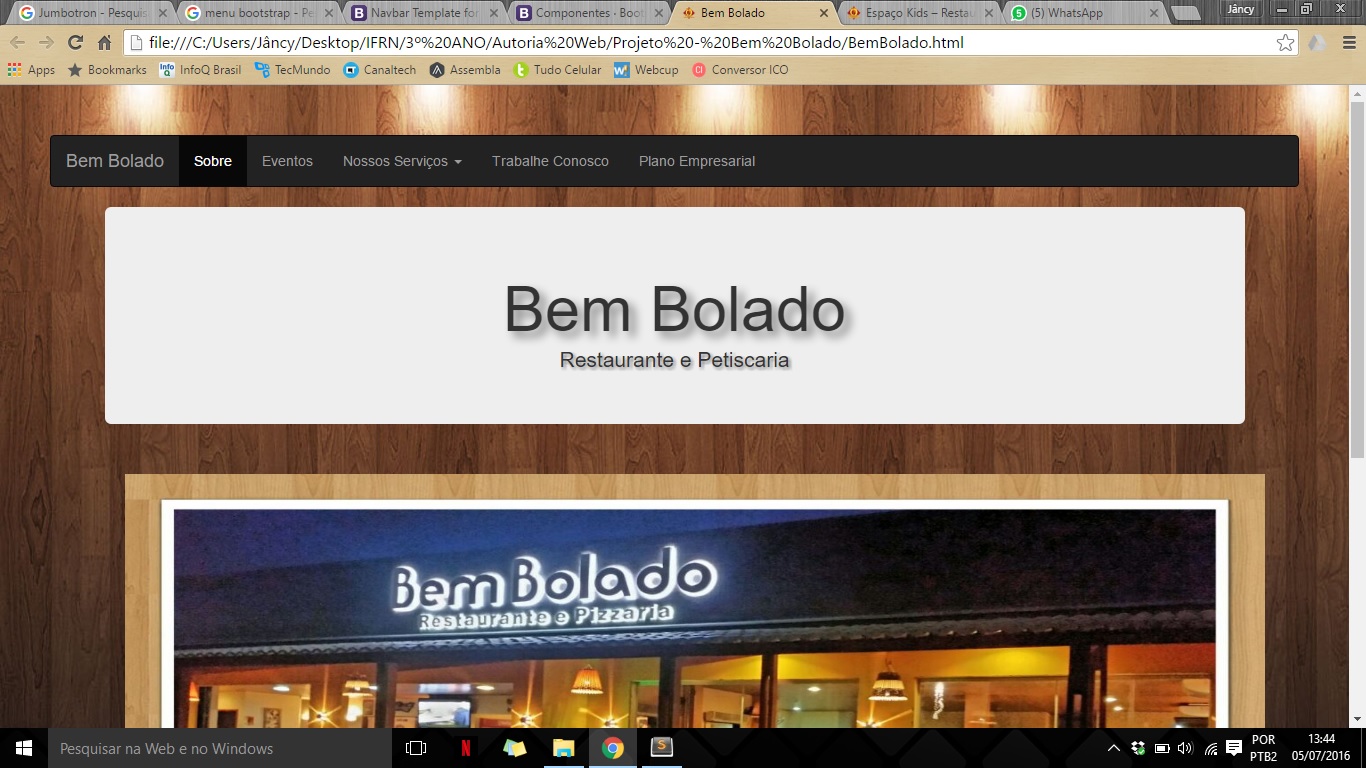 Jumbotron - Pesquis
menu bootstrap - Pe
Navbar Template for
Componentes · Boot
Bem Bolado
Espaço Kids – Restau
(5) WhatsApp
Jâncy
file:///C:/Users/Jâncy/Desktop/IFRN/3º%20ANO/Autoria%20Web/Projeto%20-%20Bem%20Bolado/BemBolado.html
Apps
Bookmarks
InfoQ Brasil
TecMundo
Canaltech
Assembla
Tudo Celular
Webcup
Conversor ICO
Bem Bolado
Sobre
Eventos
Nossos Serviços
Trabalhe Conosco
Plano Empresarial
Bem Bolado
Restaurante e Petiscaria
Bem Bolado
Restaurante e Pizzaria
Pesquisar na Web e no Windows
POR
PTB2
13:44
05/07/2016